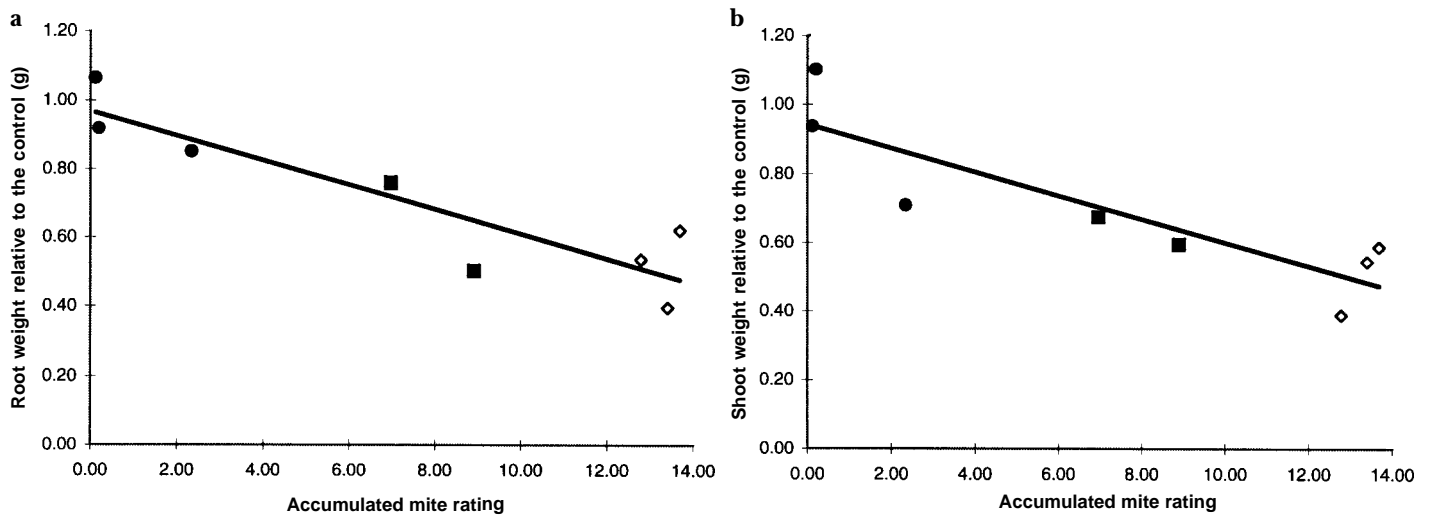 a
Root weight relative to the control (g)
1.20
1.00
0.80
0.60
0.40
0.20
0.00
0.00 2.00 4.00 6.00 8.00 10.00 12.00 14.00
Accumulated mite rating
b
Shoot weight relative to the control (g)
1.20
1.00
0.80
0.60
0.40
0.20
0.00
0.00 2.00 4.00 6.00 8.00 10.00 12.00 14.00
Accumulated mite rating